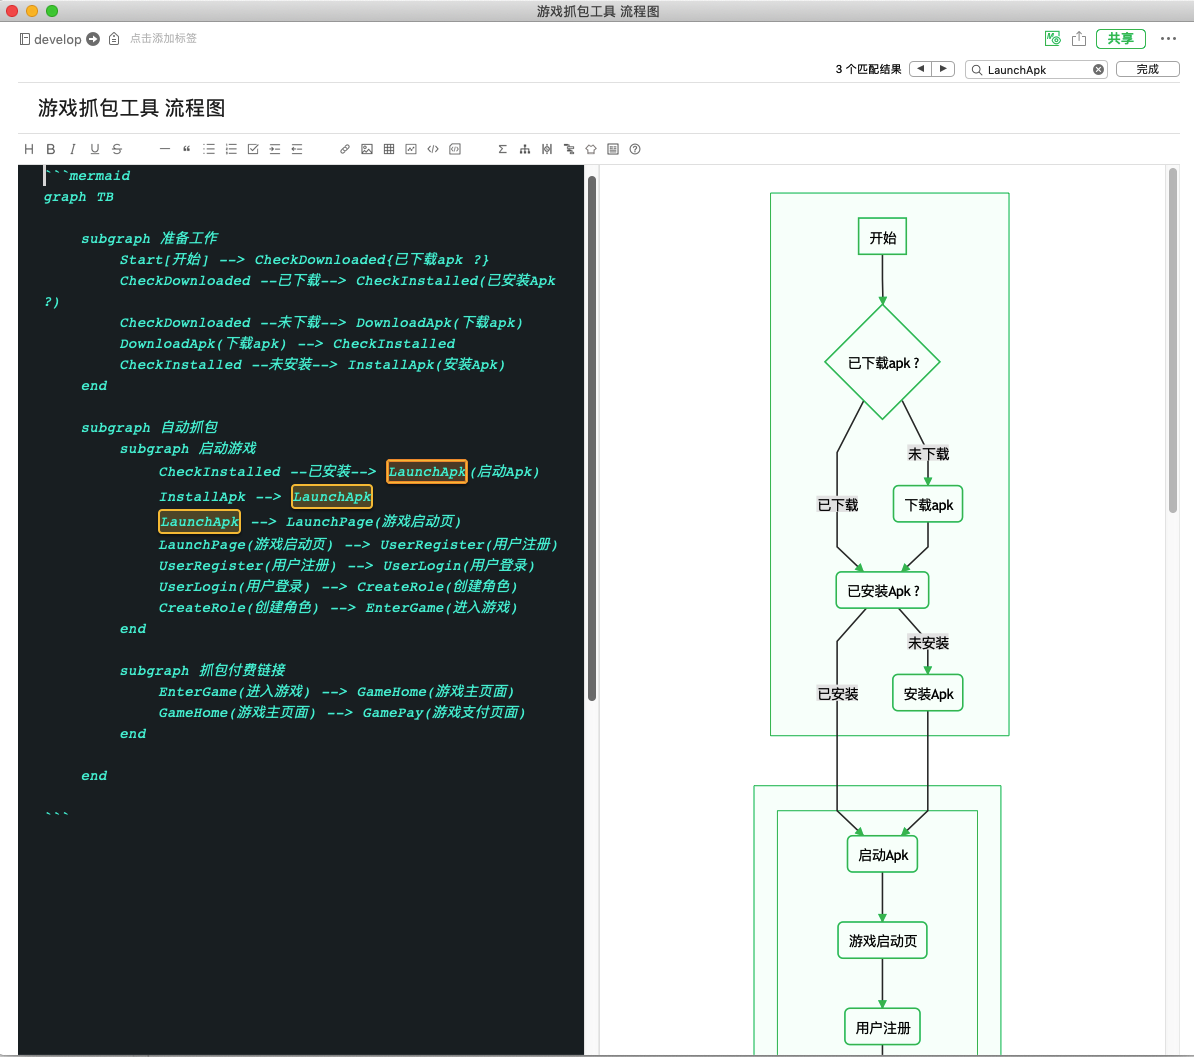 游戏抓包工具 流程图
develop 点击添加标签
共享
3 个匹配结果 LaunchApk 完成
游戏抓包工具 流程图
H B I U S
```mermaid
graph TB
subgraph 准备工作
Start[开始] --> CheckDownloaded{已下载apk ?}
CheckDownloaded --已下载--> CheckInstalled(已安装Apk
?)
CheckDownloaded --未下载--> DownloadApk(下载apk)
DownloadApk(下载apk) --> CheckInstalled
CheckInstalled --未安装--> InstallApk(安装Apk)
end
subgraph 自动抓包
subgraph 启动游戏
CheckInstalled --已安装--> LaunchApk(启动Apk)
InstallApk --> LaunchApk
LaunchApk --> LaunchPage(游戏启动页)
LaunchPage(游戏启动页) --> UserRegister(用户注册)
UserRegister(用户注册) --> UserLogin(用户登录)
UserLogin(用户登录) --> CreateRole(创建角色)
CreateRole(创建角色) --> EnterGame(进入游戏)
end
subgraph 抓包付费链接
EnterGame(进入游戏) --> GameHome(游戏主页面)
GameHome(游戏主页面) --> GamePay(游戏支付页面)
end
end
```
开始
已下载apk ?
未下载
已下载
下载apk
已安装Apk ?
未安装
已安装
安装Apk
启动Apk
游戏启动页
用户注册